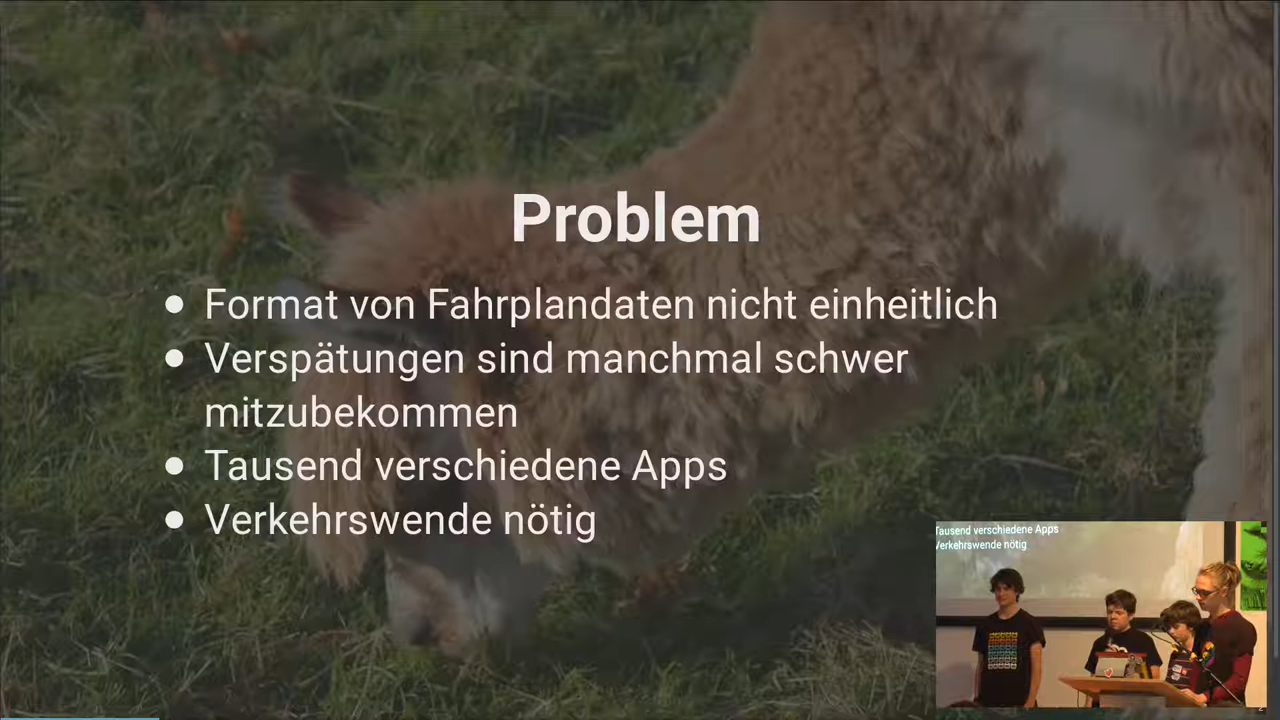 Problem
Format von Fahrplandaten nicht einheitlich
Verspätungen sind manchmal schwer
mitzubekommen
Tausend verschiedene Apps
Verkehrswende nötig
Tausend verschiedene Apps
Verkehrswende nötig
2